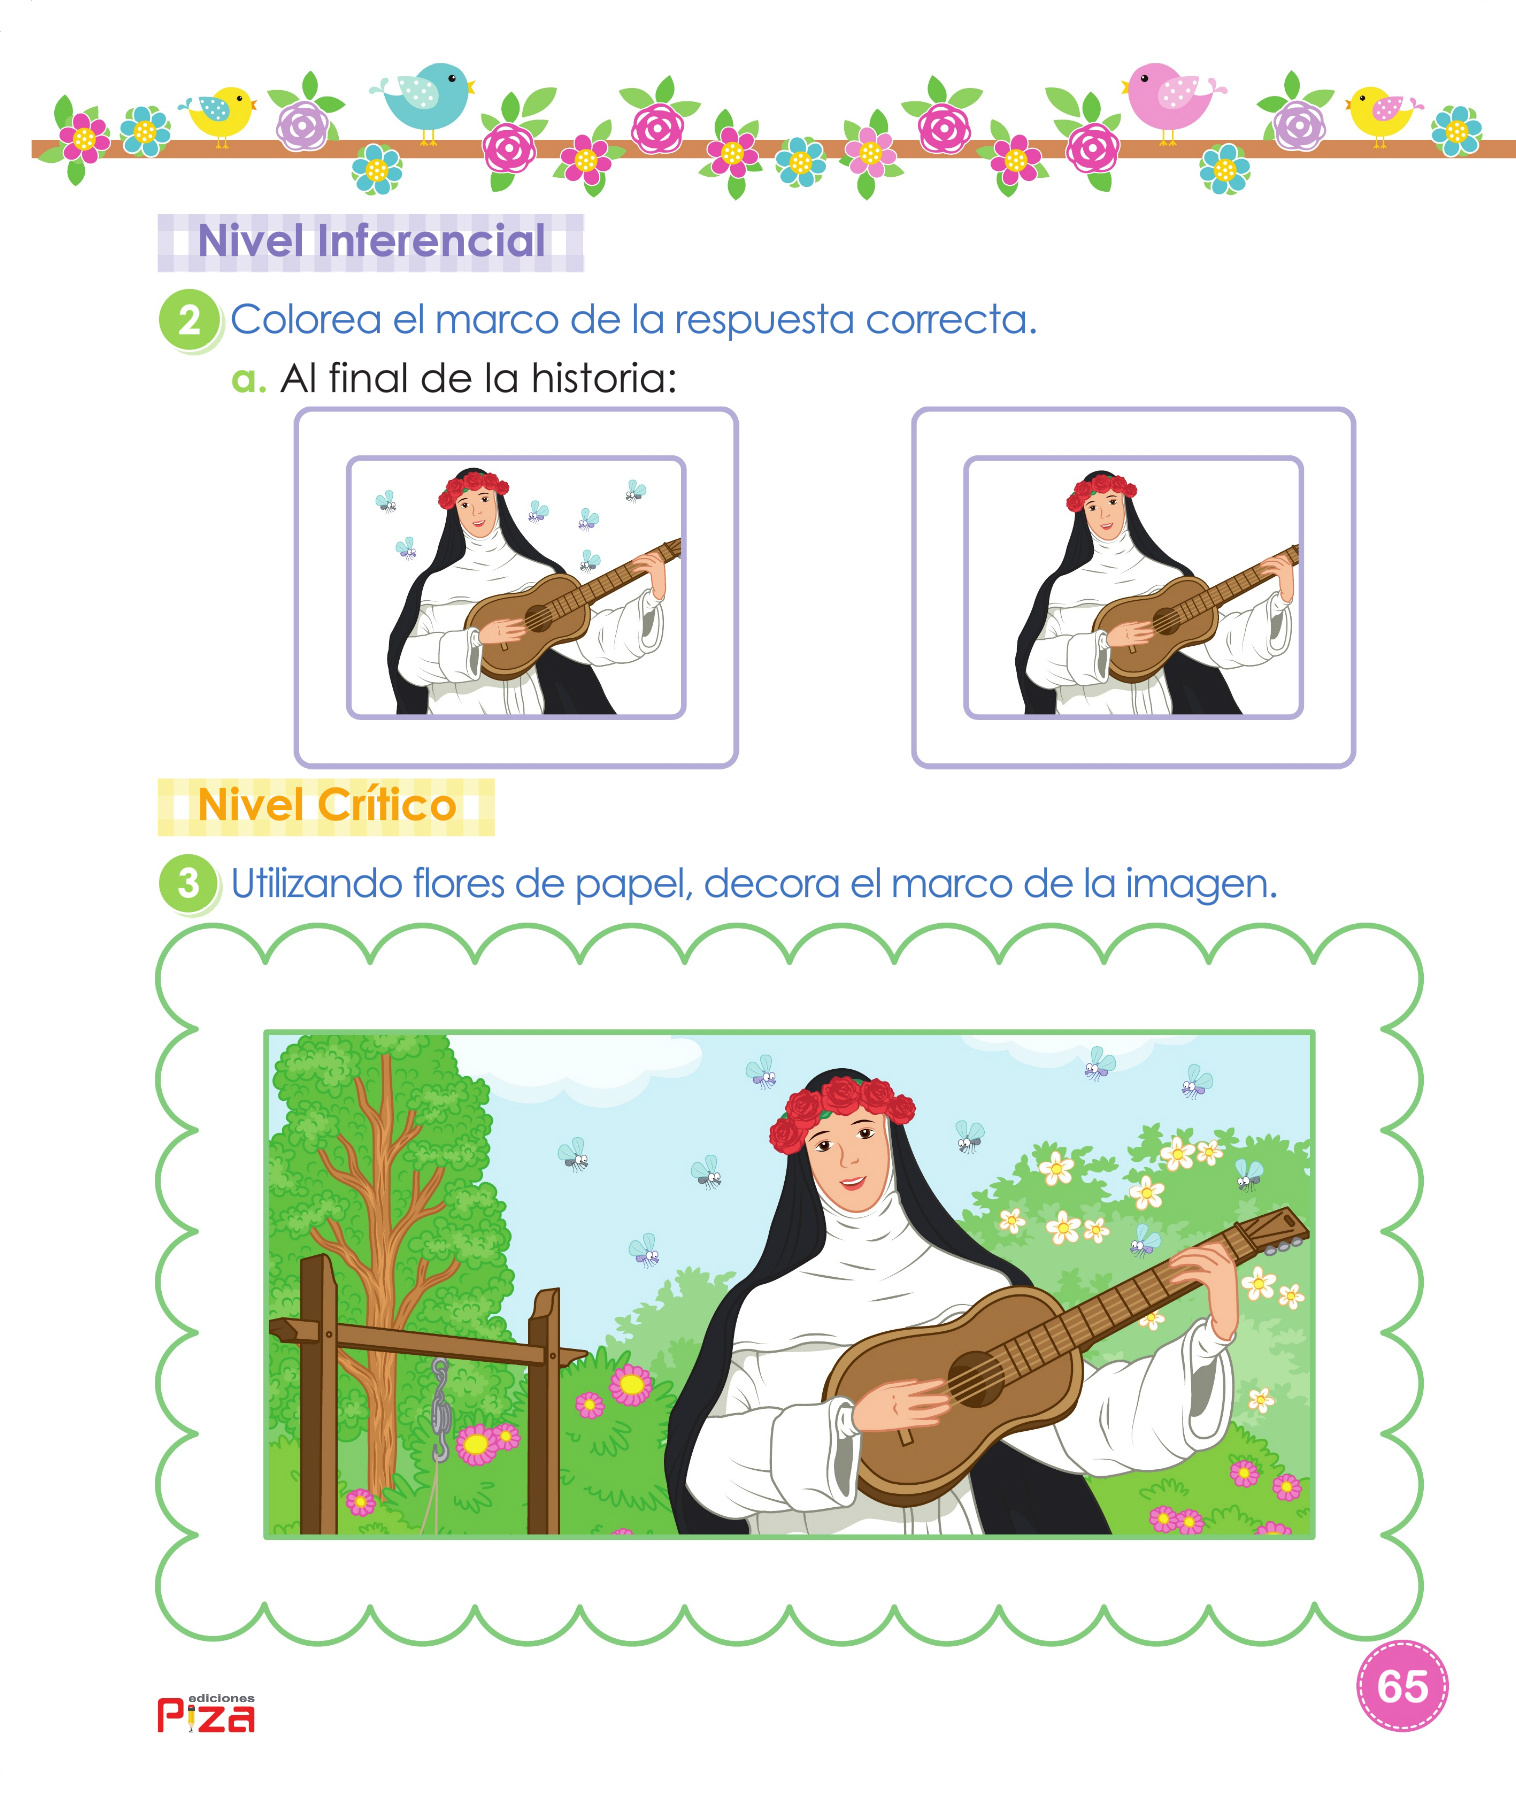 Nivel Inferencial
2 Colorea el marco de la respuesta correcta.
a. Al final de la historia:
Nivel Crítico
3 Utilizando flores de papel, decora el marco de la imagen.
ediciones
Piza
65